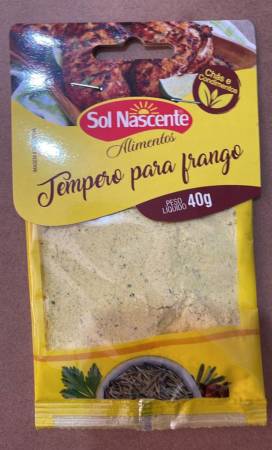 Sol Nascente
Alimentos
Chás e
Condimentos
Tempero para frango
PESO
LÍQUIDO 40g